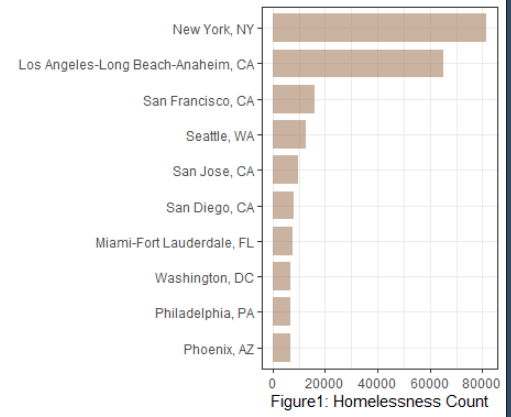 New York, NY
Los Angeles-Long Beach-Anaheim, CA
San Francisco, CA
Seattle, WA
San Jose, CA
San Diego, CA
Miami-Fort Lauderdale, FL
Washington, DC
Philadelphia, PA
Phoenix, AZ
0 20000 40000 60000 80000
Figure1: Homelessness Count